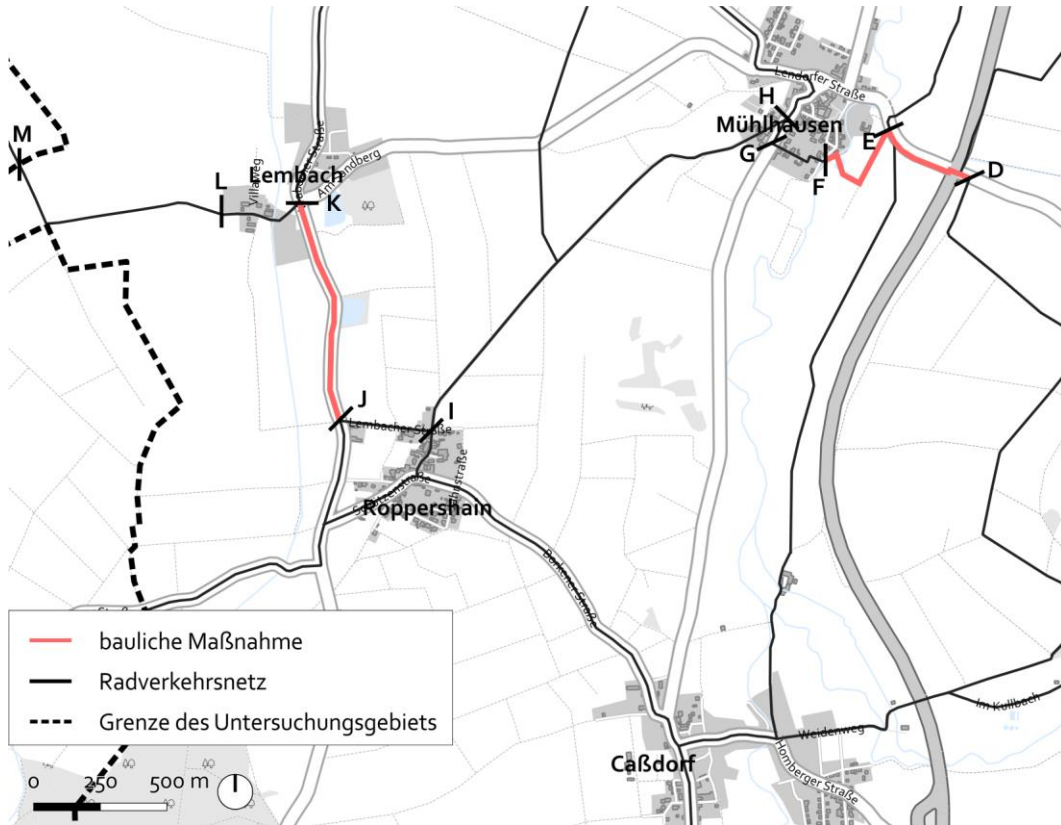 Lendorfer Straße
H
Mühlhausen
E
G
M
F
D
L
Villaweg
Lembach
Am Sandberg
K
J
I
Lembacher Straße
Roppershain
Borkener Straße
bauliche Maßnahme
Radverkehrsnetz
Grenze des Untersuchungsgebiets
Im Kullbach
Weidenweg
Caßdorf
Homberger Straße
0 250 500 m